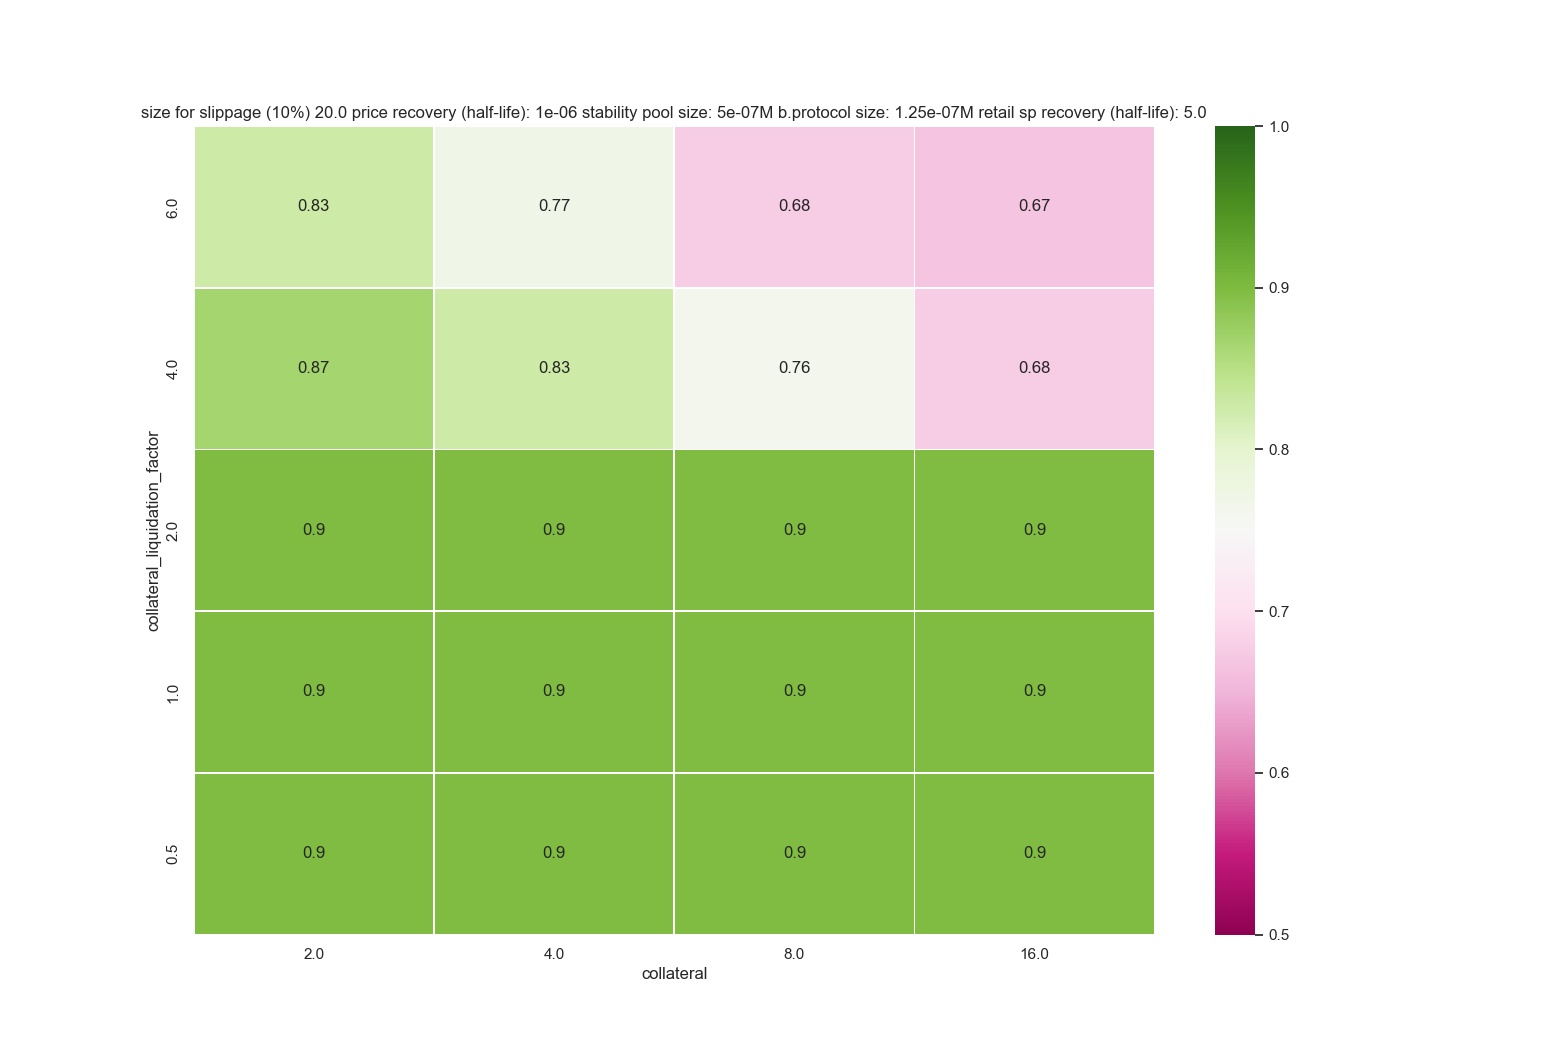 size for slippage (10%) 20.0 price recovery (half-life): 1e-06 stability pool size: 5e-07M b.protocol size: 1.25e-07M retail sp recovery (half-life): 5.0
collateral_liquidation_factor
6.0 0.83 0.77 0.68 0.67
4.0 0.87 0.83 0.76 0.68
2.0 0.9 0.9 0.9 0.9
1.0 0.9 0.9 0.9 0.9
0.5 0.9 0.9 0.9 0.9
2.0 4.0 8.0 16.0
collateral
1.0
0.9
0.8
0.7
0.6
0.5